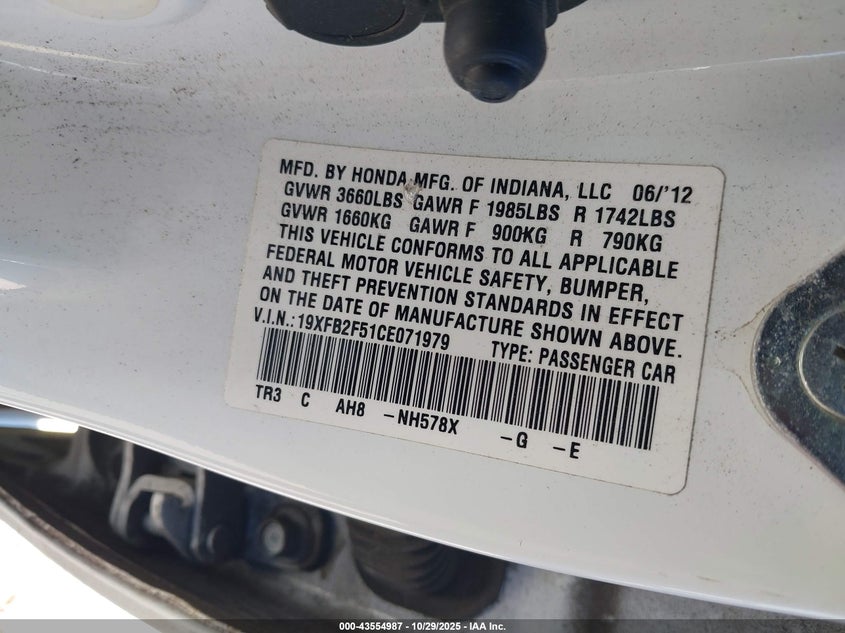 MFD. BY HONDA MFG. OF INDIANA, LLC 06/'12
GVWR 3660LBS GAWR F 1985LBS R 1742LBS
GVWR 1660KG GAWR F 900KG R 790KG
THIS VEHICLE CONFORMS TO ALL APPLICABLE
FEDERAL MOTOR VEHICLE SAFETY, BUMPER,
AND THEFT PREVENTION STANDARDS IN EFFECT
ON THE DATE OF MANUFACTURE SHOWN ABOVE.
V.I.N.:19XFB2F51CE071979 TYPE: PASSENGER CAR
TR3 C AH8 -NH578X -G -E
000-43554987 - 10/29/2025 - IAA Inc.